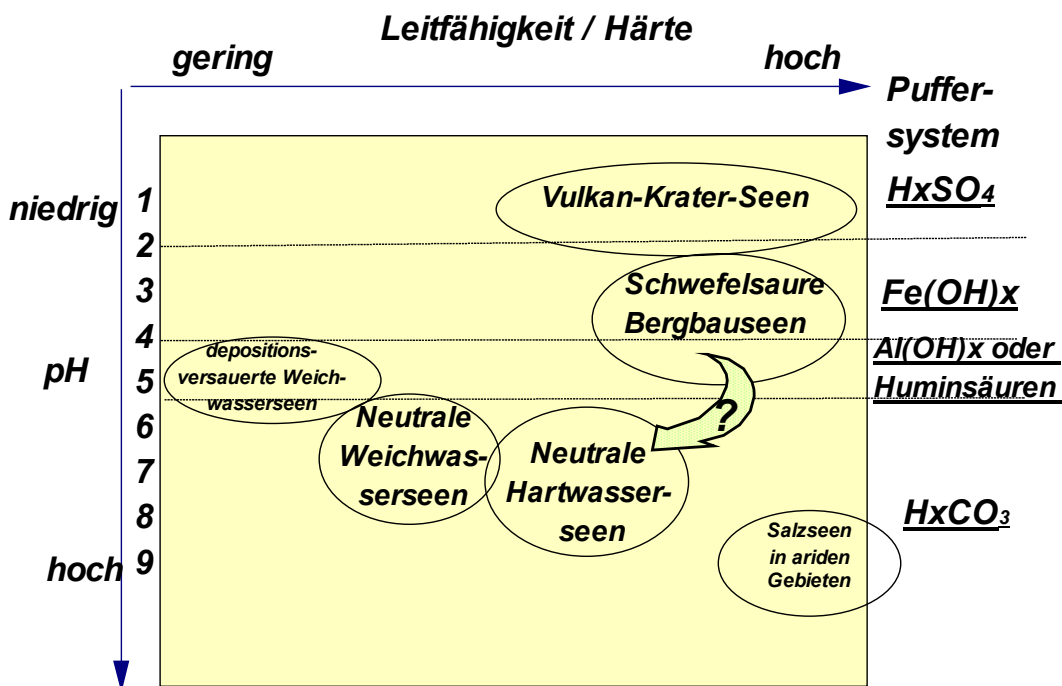 Leitfähigkeit / Härte
gering
hoch
Puffer-
system
niedrig
pH
hoch
1
2
3
4
5
6
7
8
9
Vulkan-Krater-Seen
HxSO4
Schwefelsaure
Bergbauseen
Fe(OH)x
depositions-
versauerte Weich-
wasserseen
Al(OH)x oder
Huminsäuren
?
Neutrale
Weichwas-
serseen
Neutrale
Hartwasser-
seen
HxCO3
Salzseen
in ariden
Gebieten